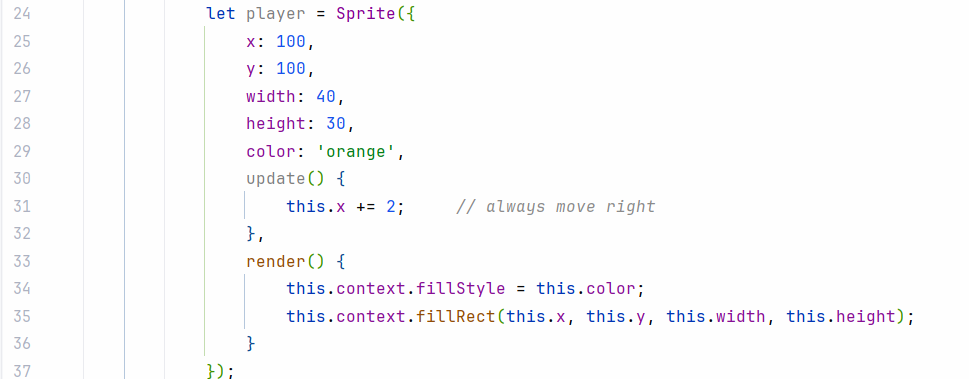 24 let player = Sprite({
25 x: 100,
26 y: 100,
27 width: 40,
28 height: 30,
29 color: 'orange',
30 update() {
31 this.x += 2; // always move right
32 },
33 render() {
34 this.context.fillStyle = this.color;
35 this.context.fillRect(this.x, this.y, this.width, this.height);
36 }
37 });